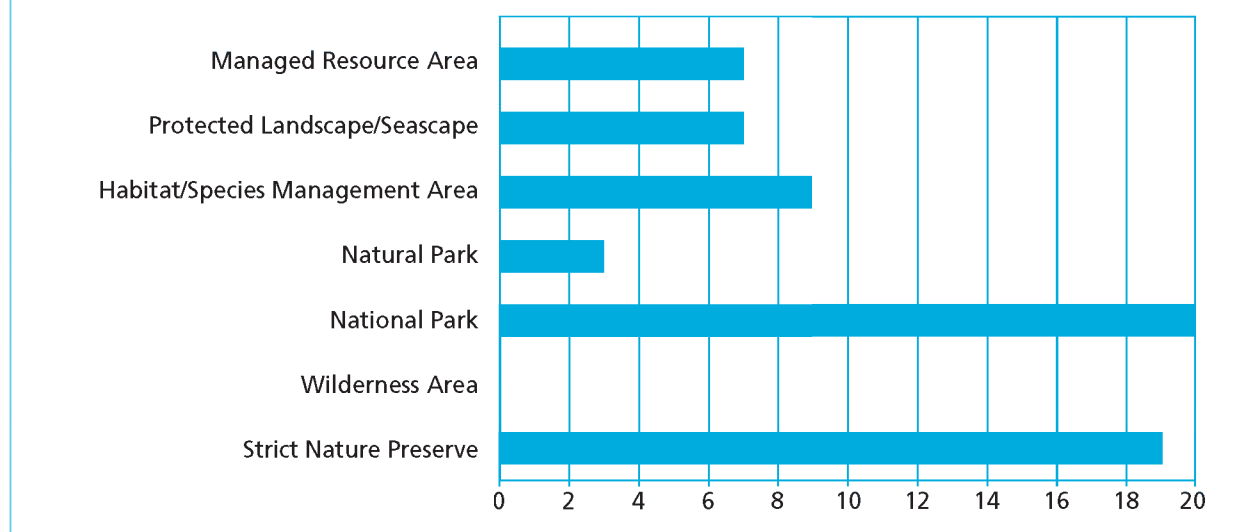 Managed Resource Area
Protected Landscape/Seascape
Habitat/Species Management Area
Natural Park
National Park
Wilderness Area
Strict Nature Preserve
0 2 4 6 8 10 12 14 16 18 20